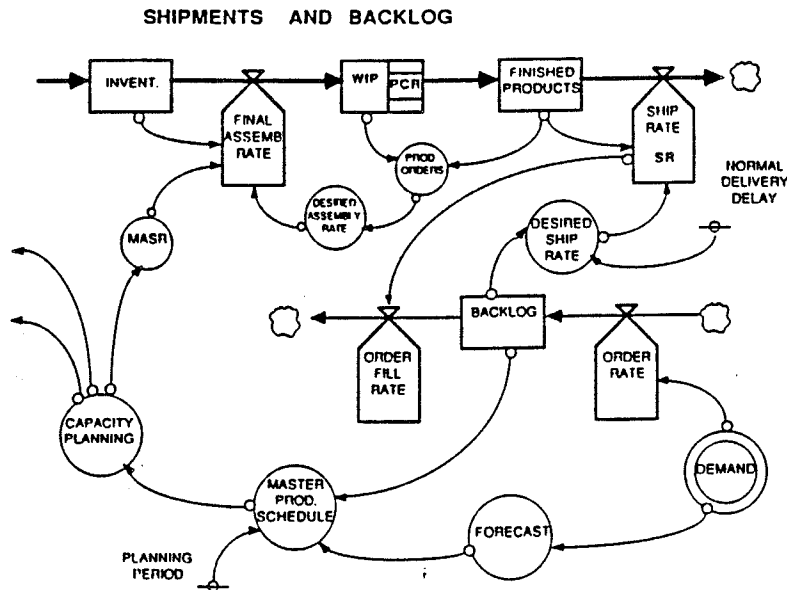 SHIPMENTS AND BACKLOG
INVENT.
FINAL
ASSEMB
RATE
WIP
PCR
FINISHED
PRODUCTS
SHIP
RATE
SR
PROD
ORDERS
NORMAL
DELIVERY
DELAY
DESIRED
ASSEMBLY
RATE
DESIRED
SHIP
RATE
MASR
BACKLOG
ORDER
FILL
RATE
ORDER
RATE
CAPACITY
PLANNING
DEMAND
MASTER
PROD.
SCHEDULE
FORECAST
PLANNING
PERIOD